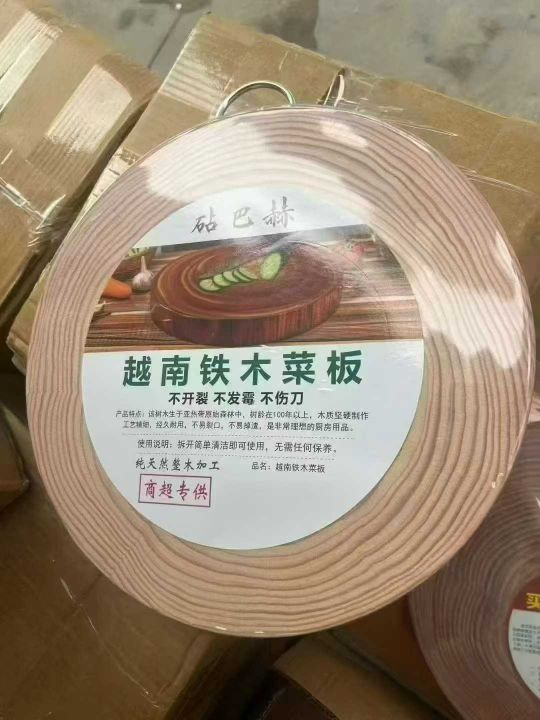 砧巴赫
越南铁木菜板
不开裂 不发霉 不伤刀
产品特点：该树木生于亚热带原始森林中，树龄在100年以上，木质坚硬制作
工艺精细，经久耐用，不易裂口，不易掉渣，是非常理想的厨房用品。
使用说明：拆开简单清洁即可使用，无需任何保养。
纯天然整木加工
品名：越南铁木菜板
商超专供
买